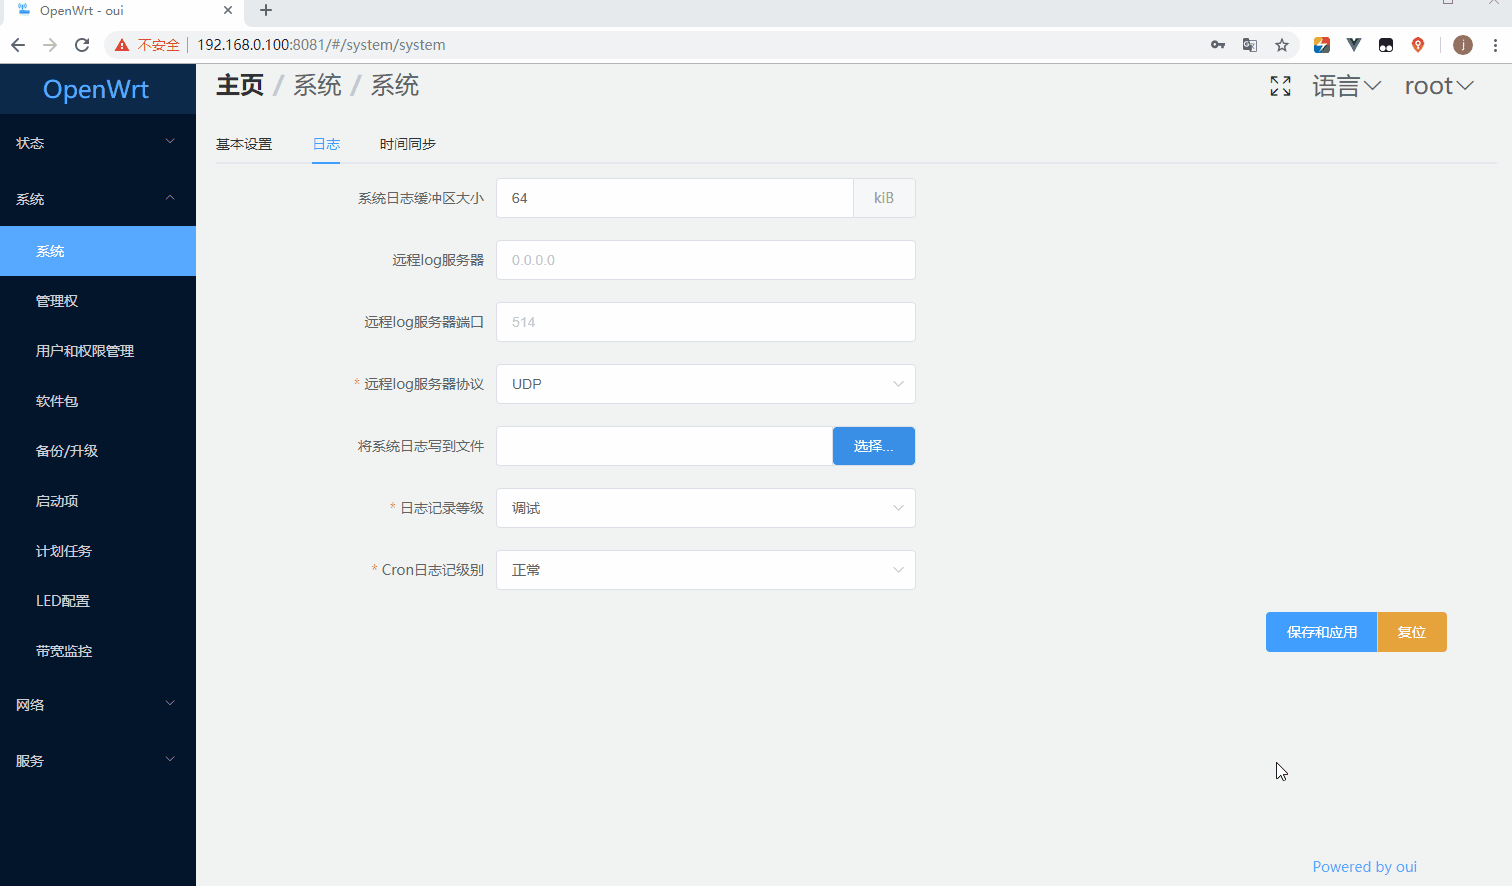 OpenWrt - oui
不安全
192.168.0.100:8081/#/system/system
j
OpenWrt
主页 / 系统 / 系统
语言
root
状态
系统
系统
管理权
用户和权限管理
软件包
备份/升级
启动项
计划任务
LED配置
带宽监控
网络
服务
基本设置
日志
时间同步
系统日志缓冲区大小
64
kiB
远程log服务器
0.0.0.0
远程log服务器端口
514
* 远程log服务器协议
UDP
将系统日志写到文件
选择...
* 日志记录等级
调试
* Cron日志记级别
正常
保存和应用
复位
Powered by oui